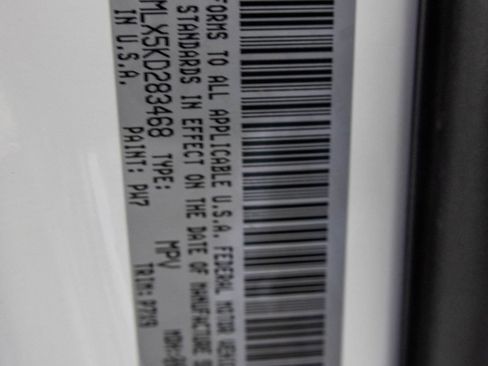 FORMS TO ALL APPLICABLE U.S.A. FEDERAL MOTOR
STANDARDS IN EFFECT ON THE DATE OF MANUFACTURE
MLX5KD283468 TYPE: MPV
IN U.S.A. PAINT: PW7 TRIM: